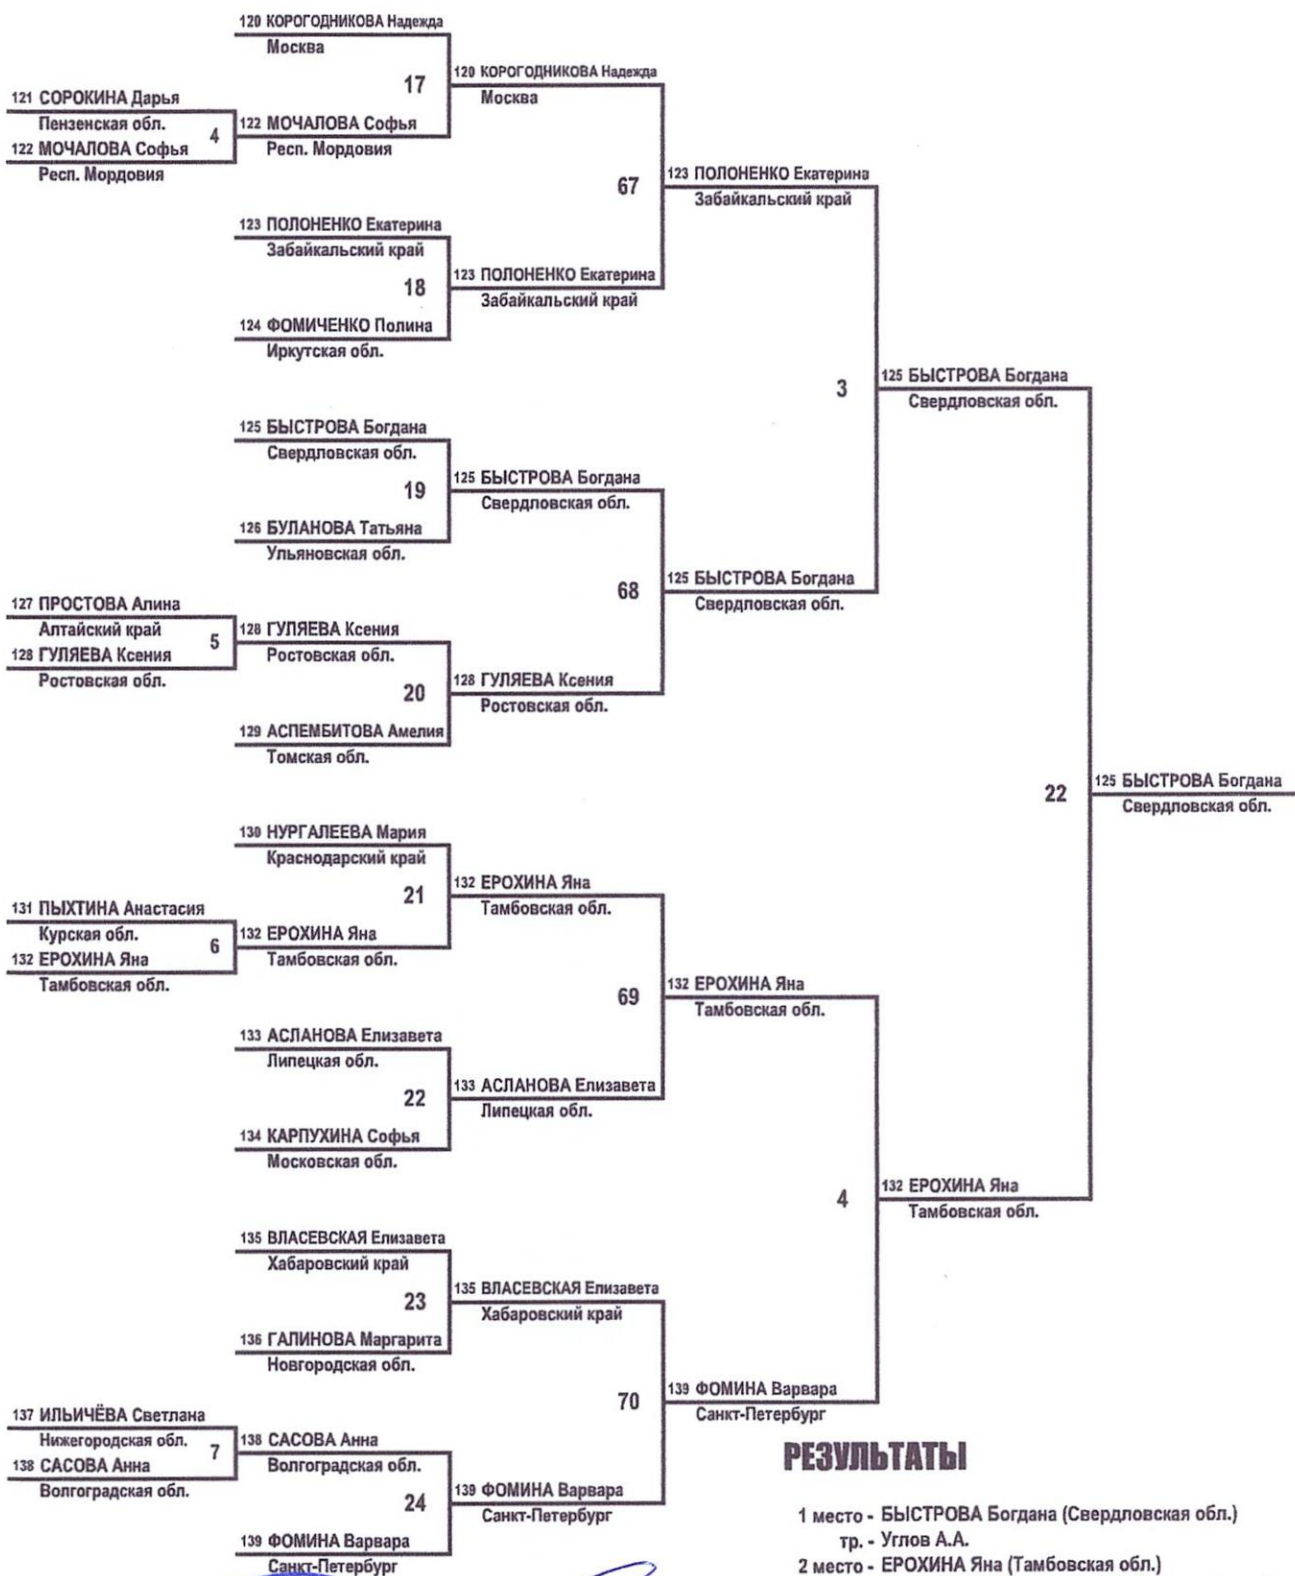 120 КОРОГОДНИКОВА Надежда
Москва
17
120 КОРОГОДНИКОВА Надежда
Москва
121 СОРОКИНА Дарья
Пензенская обл.
4
122 МОЧАЛОВА Софья
Респ. Мордовия
122 МОЧАЛОВА Софья
Респ. Мордовия
67
123 ПОЛОНЕНКО Екатерина
Забайкальский край
123 ПОЛОНЕНКО Екатерина
Забайкальский край
18
123 ПОЛОНЕНКО Екатерина
Забайкальский край
124 ФОМИЧЕНКО Полина
Иркутская обл.
3
125 БЫСТРОВА Богдана
Свердловская обл.
125 БЫСТРОВА Богдана
Свердловская обл.
19
125 БЫСТРОВА Богдана
Свердловская обл.
126 БУЛАНОВА Татьяна
Ульяновская обл.
68
125 БЫСТРОВА Богдана
Свердловская обл.
127 ПРОСТОВА Алина
Алтайский край
5
128 ГУЛЯЕВА Ксения
Ростовская обл.
128 ГУЛЯЕВА Ксения
Ростовская обл.
20
128 ГУЛЯЕВА Ксения
Ростовская обл.
129 АСПЕМБИТОВА Амелия
Томская обл.
22
125 БЫСТРОВА Богдана
Свердловская обл.
130 НУРГАЛЕЕВА Мария
Краснодарский край
21
132 ЕРОХИНА Яна
Тамбовская обл.
131 ПЫХТИНА Анастасия
Курская обл.
6
132 ЕРОХИНА Яна
Тамбовская обл.
132 ЕРОХИНА Яна
Тамбовская обл.
69
132 ЕРОХИНА Яна
Тамбовская обл.
133 АСЛАНОВА Елизавета
Липецкая обл.
22
133 АСЛАНОВА Елизавета
Липецкая обл.
134 КАРПУХИНА Софья
Московская обл.
4
132 ЕРОХИНА Яна
Тамбовская обл.
135 ВЛАСЕВСКАЯ Елизавета
Хабаровский край
23
135 ВЛАСЕВСКАЯ Елизавета
Хабаровский край
136 ГАЛИНОВА Маргарита
Новгородская обл.
70
139 ФОМИНА Варвара
Санкт-Петербург
137 ИЛЬИЧЁВА Светлана
Нижегородская обл.
7
138 САСОВА Анна
Волгоградская обл.
138 САСОВА Анна
Волгоградская обл.
24
139 ФОМИНА Варвара
Санкт-Петербург
139 ФОМИНА Варвара
Санкт-Петербург
РЕЗУЛЬТАТЫ
1 место - БЫСТРОВА Богдана (Свердловская обл.)
тр. - Углов А.А.
2 место - ЕРОХИНА Яна (Тамбовская обл.)